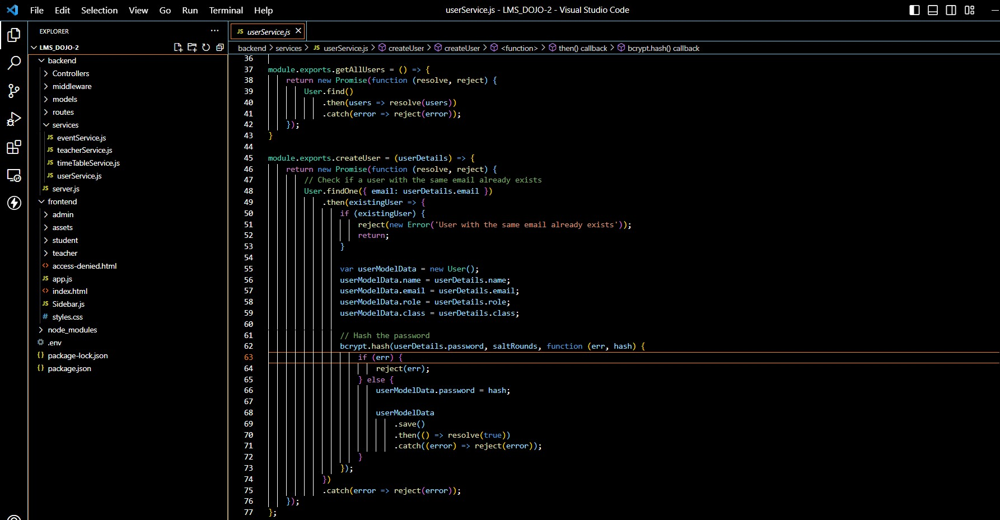 File Edit Selection View Go Run Terminal Help
userService.js - LMS_DOJO-2 - Visual Studio Code
EXPLORER
LMS_DOJO-2
backend
Controllers
middleware
models
routes
services
JS eventService.js
JS teacherService.js
JS timeTableService.js
JS userService.js
JS server.js
frontend
admin
assets
student
teacher
<> access-denied.html
JS app.js
<> index.html
JS Sidebar.js
# styles.css
node_modules
.env
{} package-lock.json
{} package.json
JS userService.js
backend > services > JS userService.js > createUser > createUser > <function> > then() callback > bcrypt.hash() callback
36
37 module.exports.getAllUsers = () => {
38     return new Promise(function (resolve, reject) {
39         User.find()
40             .then(users => resolve(users))
41             .catch(error => reject(error));
42     });
43 }
44
45 module.exports.createUser = (userDetails) => {
46     return new Promise(function (resolve, reject) {
47         // Check if a user with the same email already exists
48         User.findOne({ email: userDetails.email })
49             .then(existingUser => {
50                 if (existingUser) {
51                     reject(new Error('User with the same email already exists'));
52                     return;
53                 }
54
55                 var userModelData = new User();
56                 userModelData.name = userDetails.name;
57                 userModelData.email = userDetails.email;
58                 userModelData.role = userDetails.role;
59                 userModelData.class = userDetails.class;
60
61                 // Hash the password
62                 bcrypt.hash(userDetails.password, saltRounds, function (err, hash) {
63                     if (err) {
64                         reject(err);
65                     } else {
66                         userModelData.password = hash;
67
68                         userModelData
69                             .save()
70                             .then(() => resolve(true))
71                             .catch((error) => reject(error));
72                     }
73                 });
74             })
75             .catch(error => reject(error));
76     });
77 };